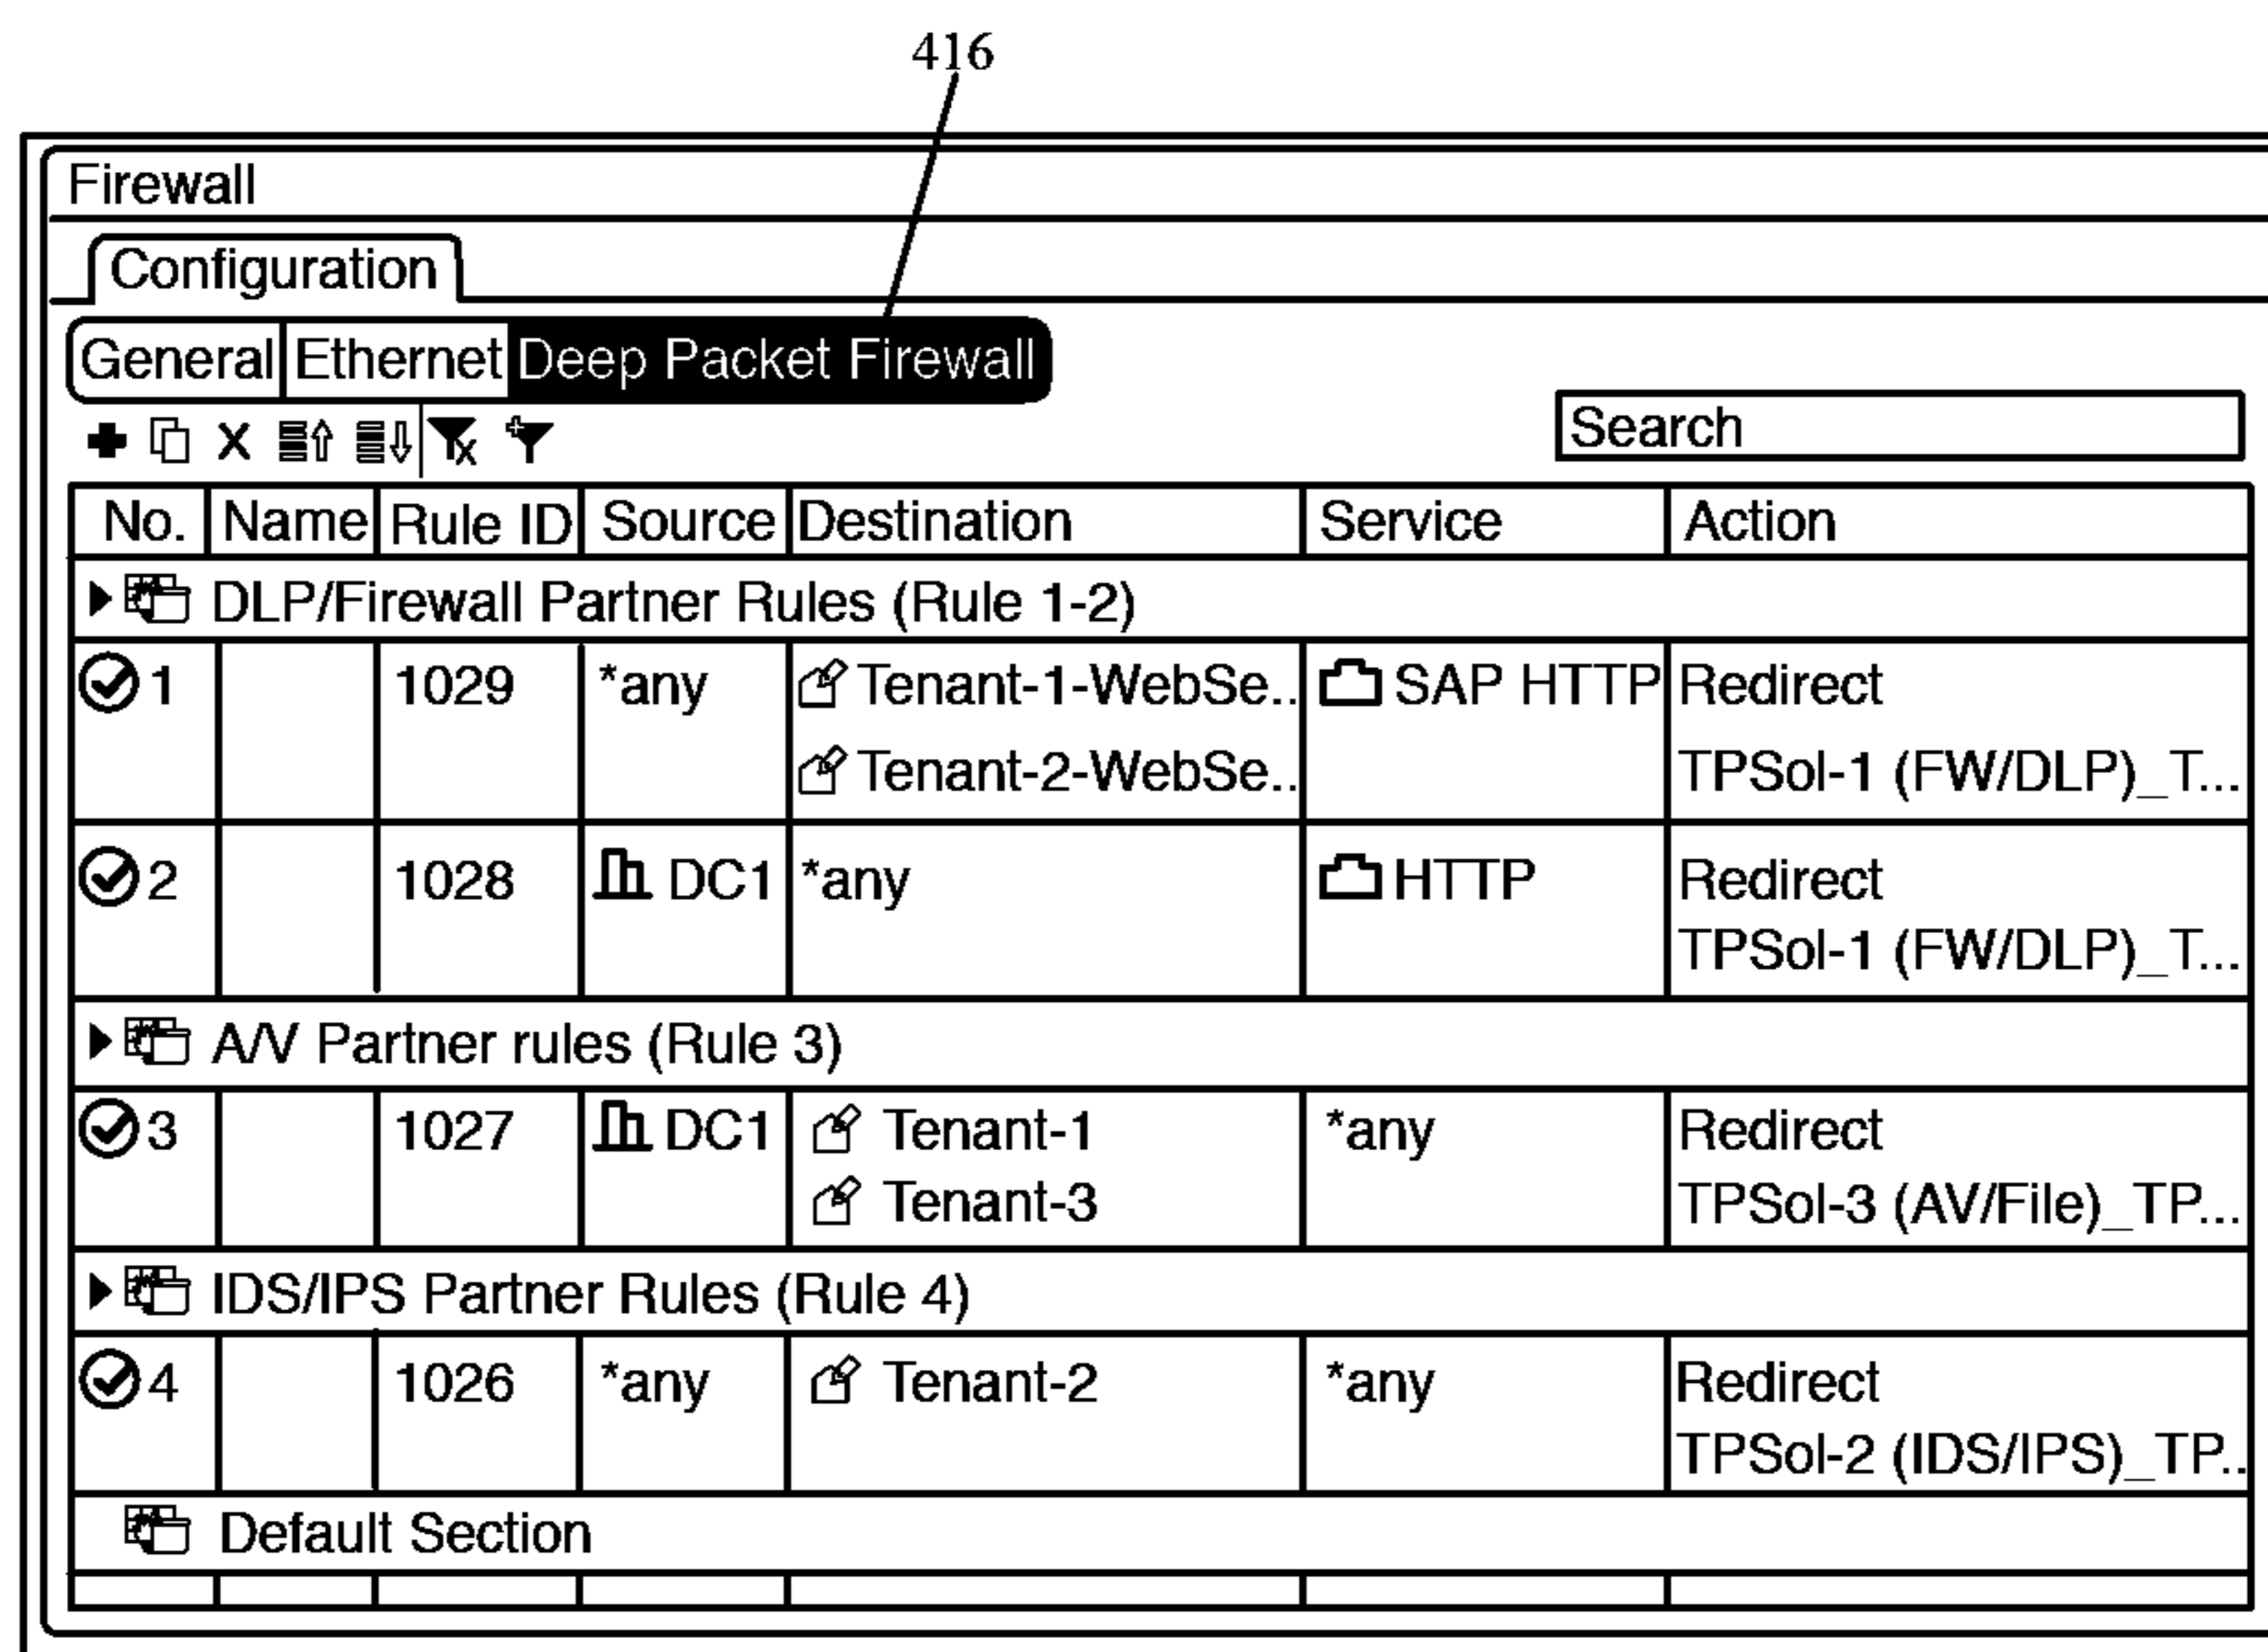 416
Firewall
Configuration
General Ethernet Deep Packet Firewall
Search
No. Name Rule ID Source Destination Service Action
DLP/Firewall Partner Rules (Rule 1-2)
1 1029 *any Tenant-1-WebSe.. SAP HTTP Redirect
Tenant-2-WebSe.. TPSol-1 (FW/DLP)_T...
2 1028 DC1 *any HTTP Redirect
TPSol-1 (FW/DLP)_T...
A/V Partner rules (Rule 3)
3 1027 DC1 Tenant-1 *any Redirect
Tenant-3 TPSol-3 (AV/File)_TP...
IDS/IPS Partner Rules (Rule 4)
4 1026 *any Tenant-2 *any Redirect
TPSol-2 (IDS/IPS)_TP..
Default Section